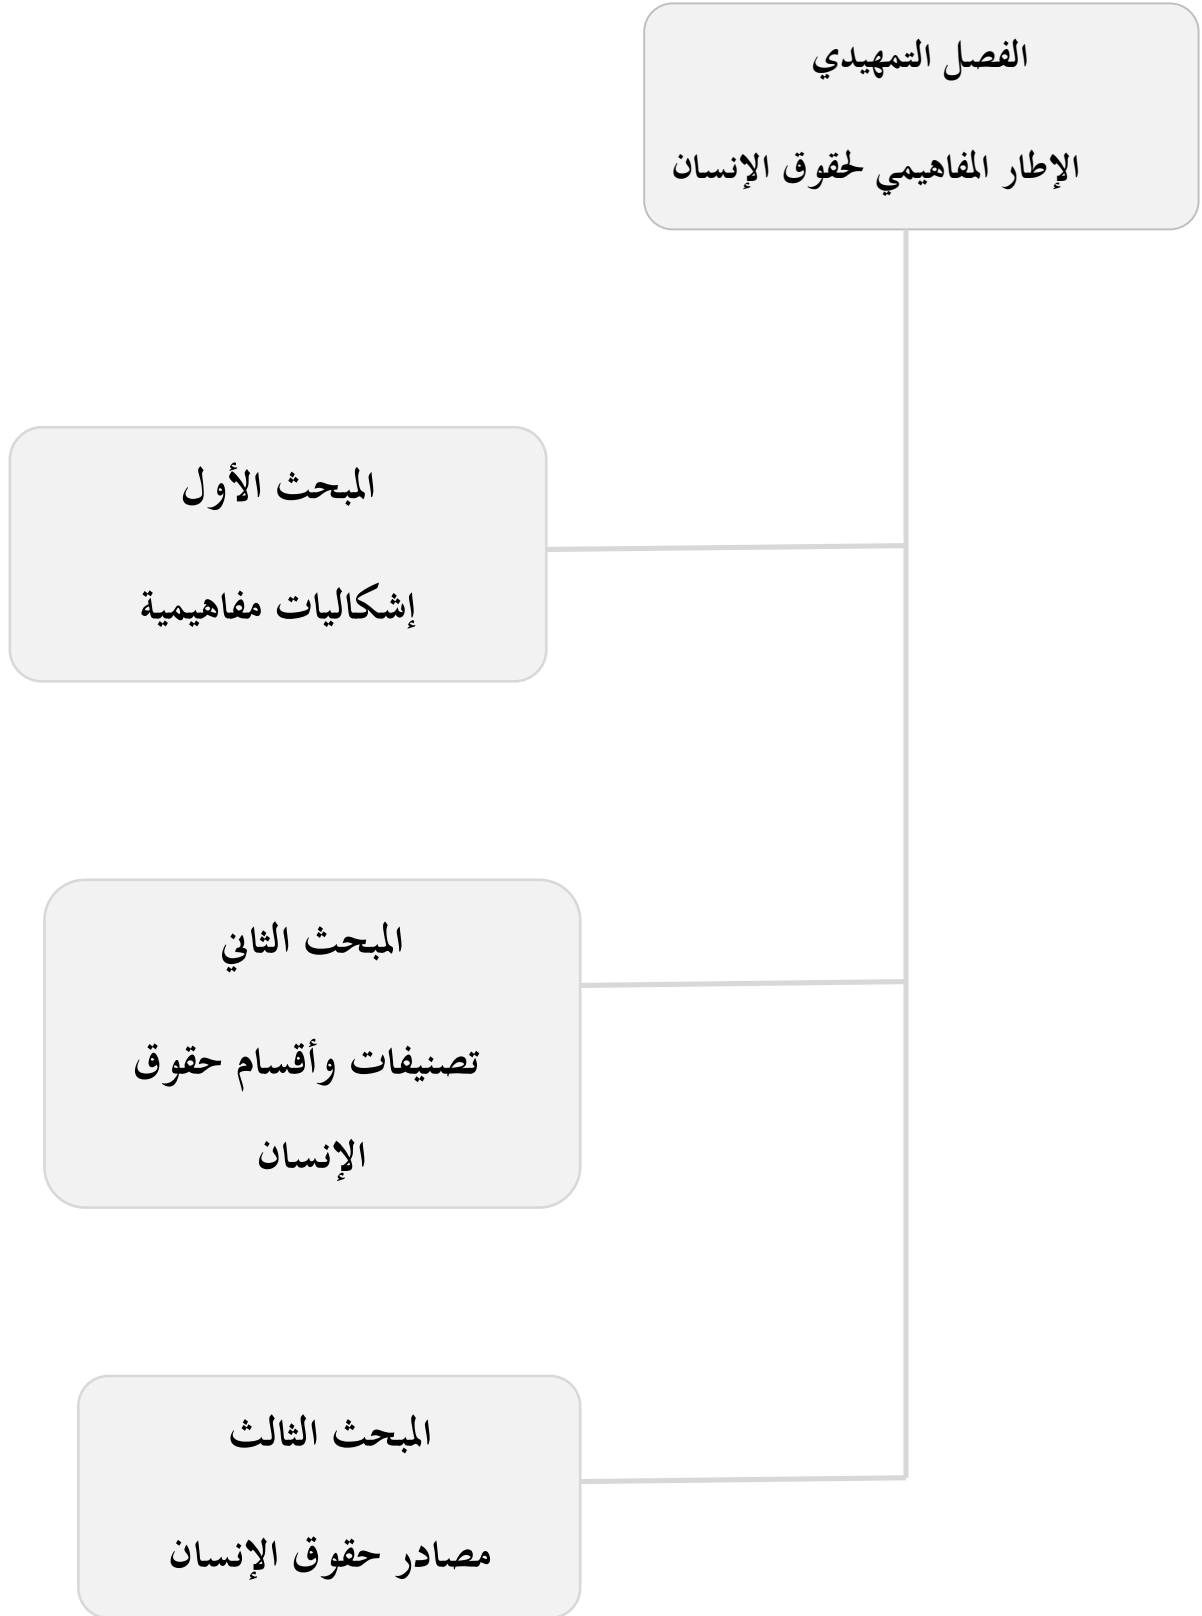 الفصل التمهيدي
الإطار المفاهيمي لحقوق الإنسان
المبحث الأول
إشكاليات مفاهيمية
المبحث الثاني
تصنيفات وأقسام حقوق
الإنسان
المبحث الثالث
مصادر حقوق الإنسان